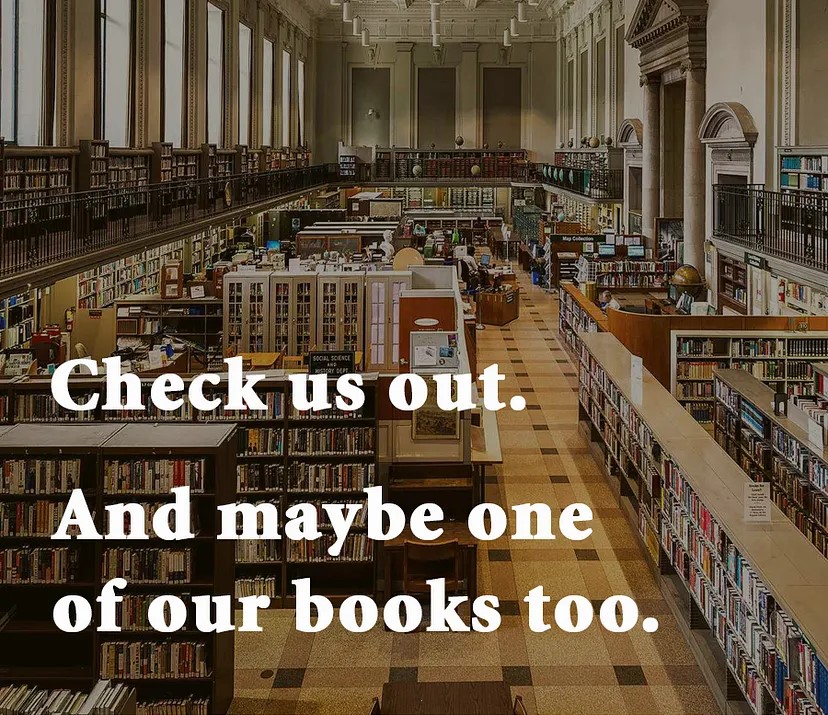 Map Collection
SOCIAL SCIENCE
AND
HISTORY DEPT
Check us out.
And maybe one
of our books too.